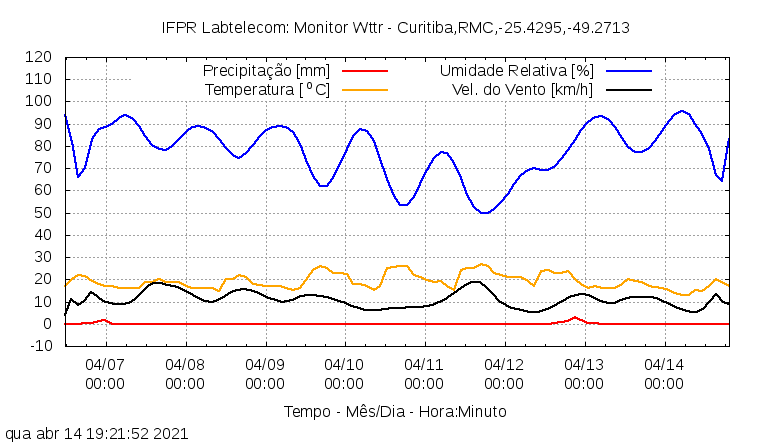 IFPR Labtelecom: Monitor Wttr - Curitiba,RMC,-25.4295,-49.2713
Precipitação [mm]
Temperatura [ ⁰C]
Umidade Relativa [%]
Vel. do Vento [km/h]
120
110
100
90
80
70
60
50
40
30
20
10
0
-10
04/07 04/08 04/09 04/10 04/11 04/12 04/13 04/14
00:00 00:00 00:00 00:00 00:00 00:00 00:00 00:00
Tempo - Mês/Dia - Hora:Minuto
qua abr 14 19:21:52 2021